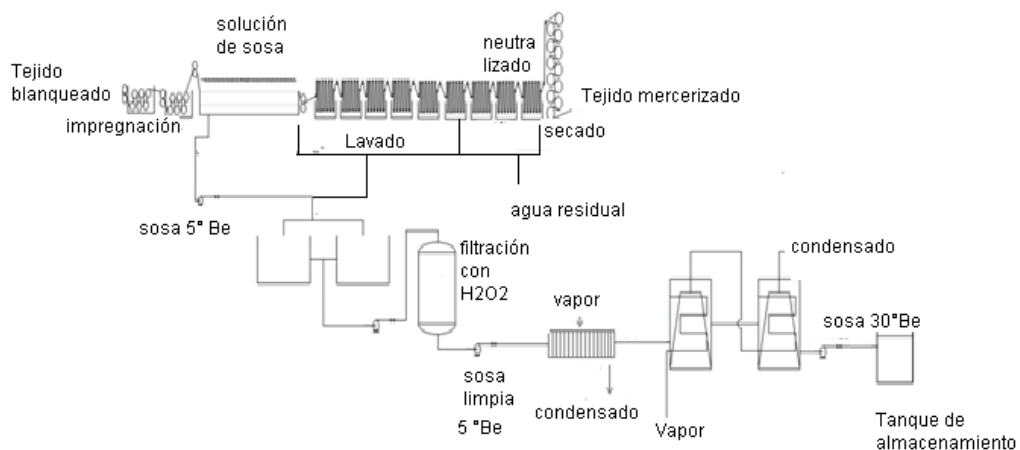 solución
de sosa
neutra
lizado
Tejido
blanqueado
Tejido mercerizado
impregnación
secado
Lavado
agua residual
sosa 5° Be
filtración
con
H2O2
condensado
vapor
sosa 30°Be
sosa
limpia
5 °Be
condensado
Vapor
Tanque de
almacenamiento